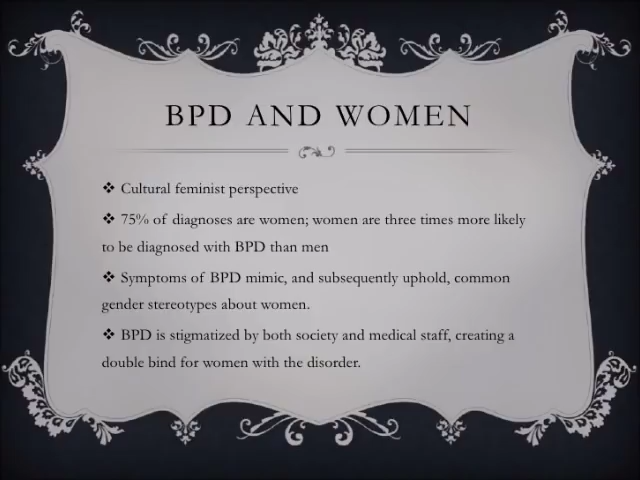 BPD AND WOMEN
❖ Cultural feminist perspective
❖ 75% of diagnoses are women; women are three times more likely
to be diagnosed with BPD than men
❖ Symptoms of BPD mimic, and subsequently uphold, common
gender stereotypes about women.
❖ BPD is stigmatized by both society and medical staff, creating a
double bind for women with the disorder.